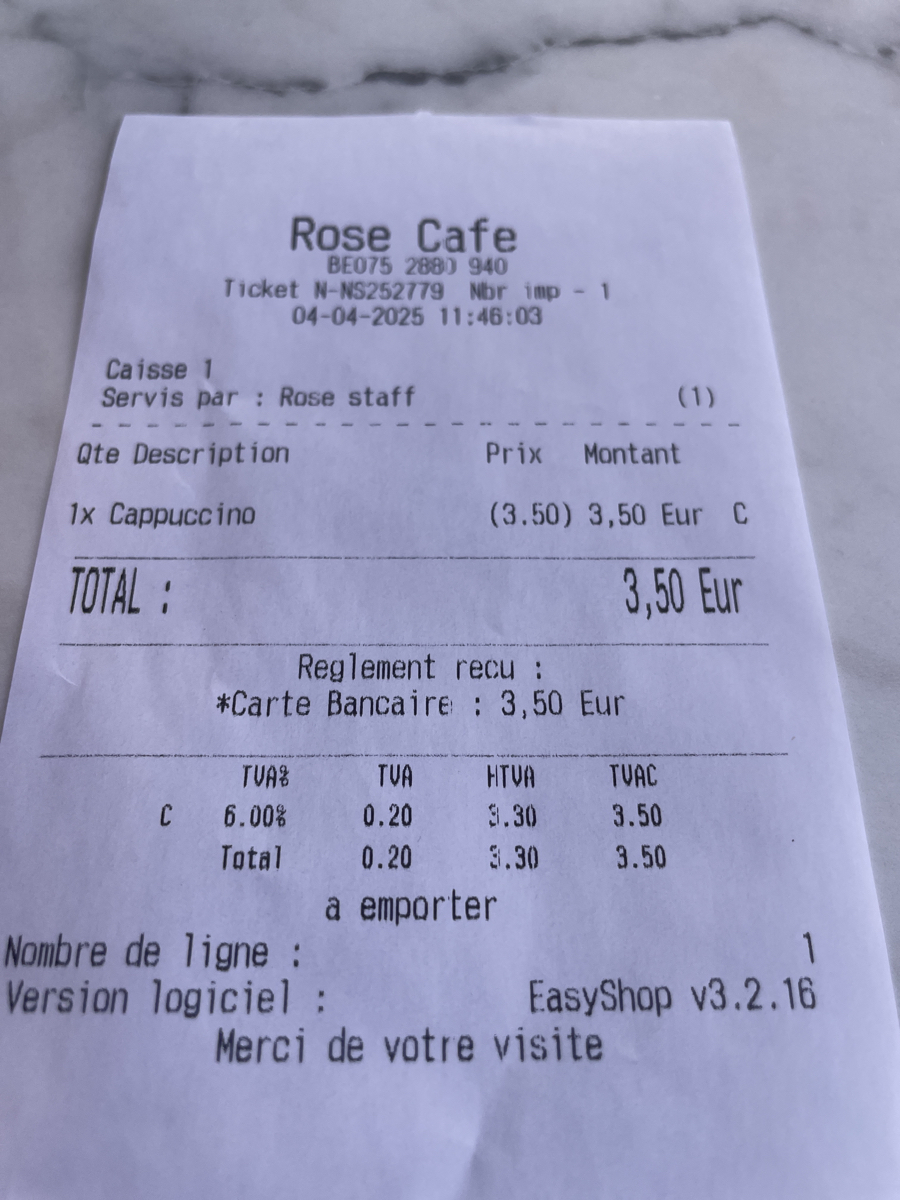 Rose Cafe
BE075 2880 940
Ticket N-NS252779 Nbr imp - 1
04-04-2025 11:46:03
Caisse 1
Servis par : Rose staff (1)
Qte Description Prix Montant
1x Cappuccino (3.50) 3,50 Eur C
TOTAL : 3,50 Eur
Reglement recu :
*Carte Bancaire : 3,50 Eur
TVA% TVA HTVA TVAC
C 6.00% 0.20 3.30 3.50
Total 0.20 3.30 3.50
a emporter
Nombre de ligne : 1
Version logiciel : EasyShop v3.2.16
Merci de votre visite